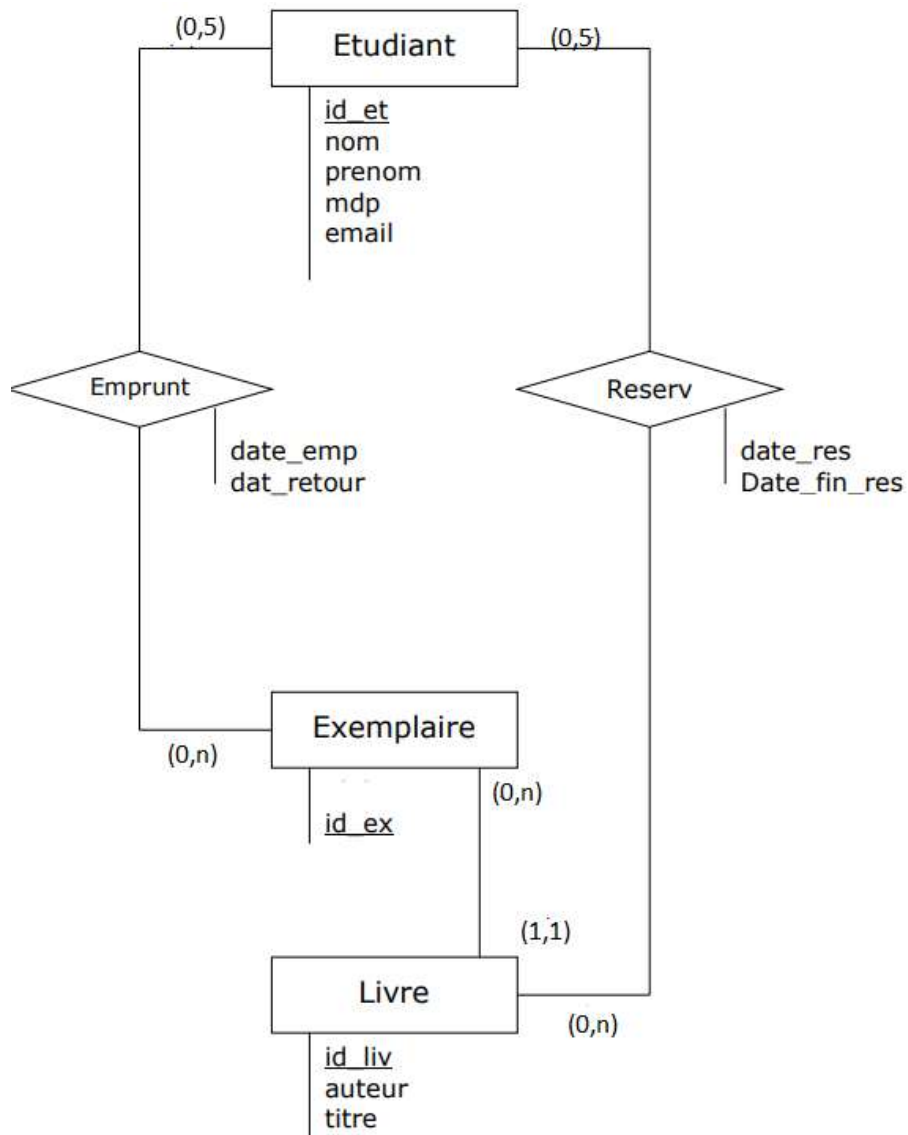 (0,5)
Etudiant
(0,5)
id_et
nom
prenom
mdp
email
Emprunt
Reserv
date_emp
dat_retour
date_res
Date_fin_res
Exemplaire
(0,n)
(0,n)
id_ex
(1,1)
Livre
(0,n)
id_liv
auteur
titre